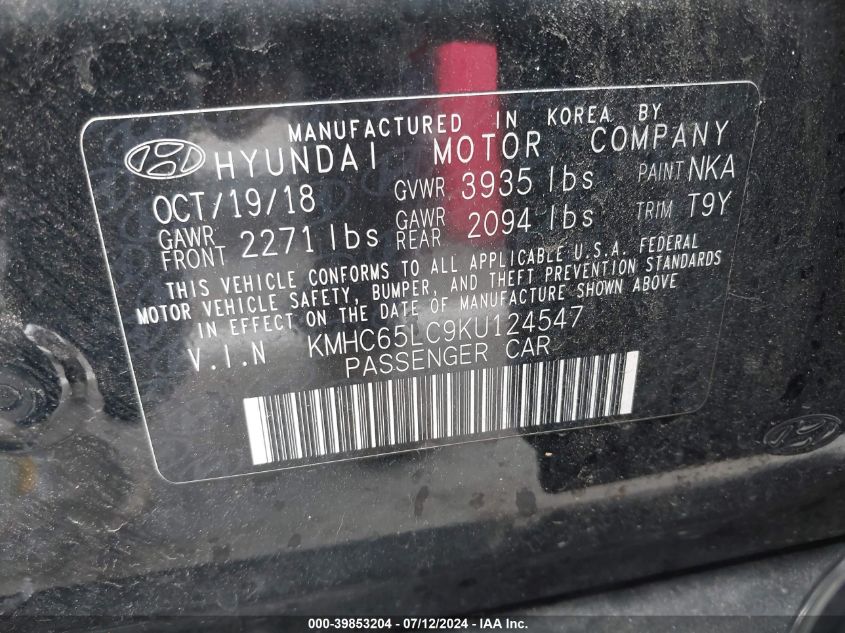 MANUFACTURED IN KOREA BY
HYUNDAI MOTOR COMPANY
OCT/19/18 GVWR 3935 lbs PAINT NKA
GAWR FRONT 2271 lbs GAWR REAR 2094 lbs TRIM T9Y
THIS VEHICLE CONFORMS TO ALL APPLICABLE U.S.A. FEDERAL
MOTOR VEHICLE SAFETY, BUMPER, AND THEFT PREVENTION STANDARDS
IN EFFECT ON THE DATE OF MANUFACTURE SHOWN ABOVE
V.I.N KMHC65LC9KU124547
PASSENGER CAR
000-39853204 - 07/12/2024 - IAA Inc.